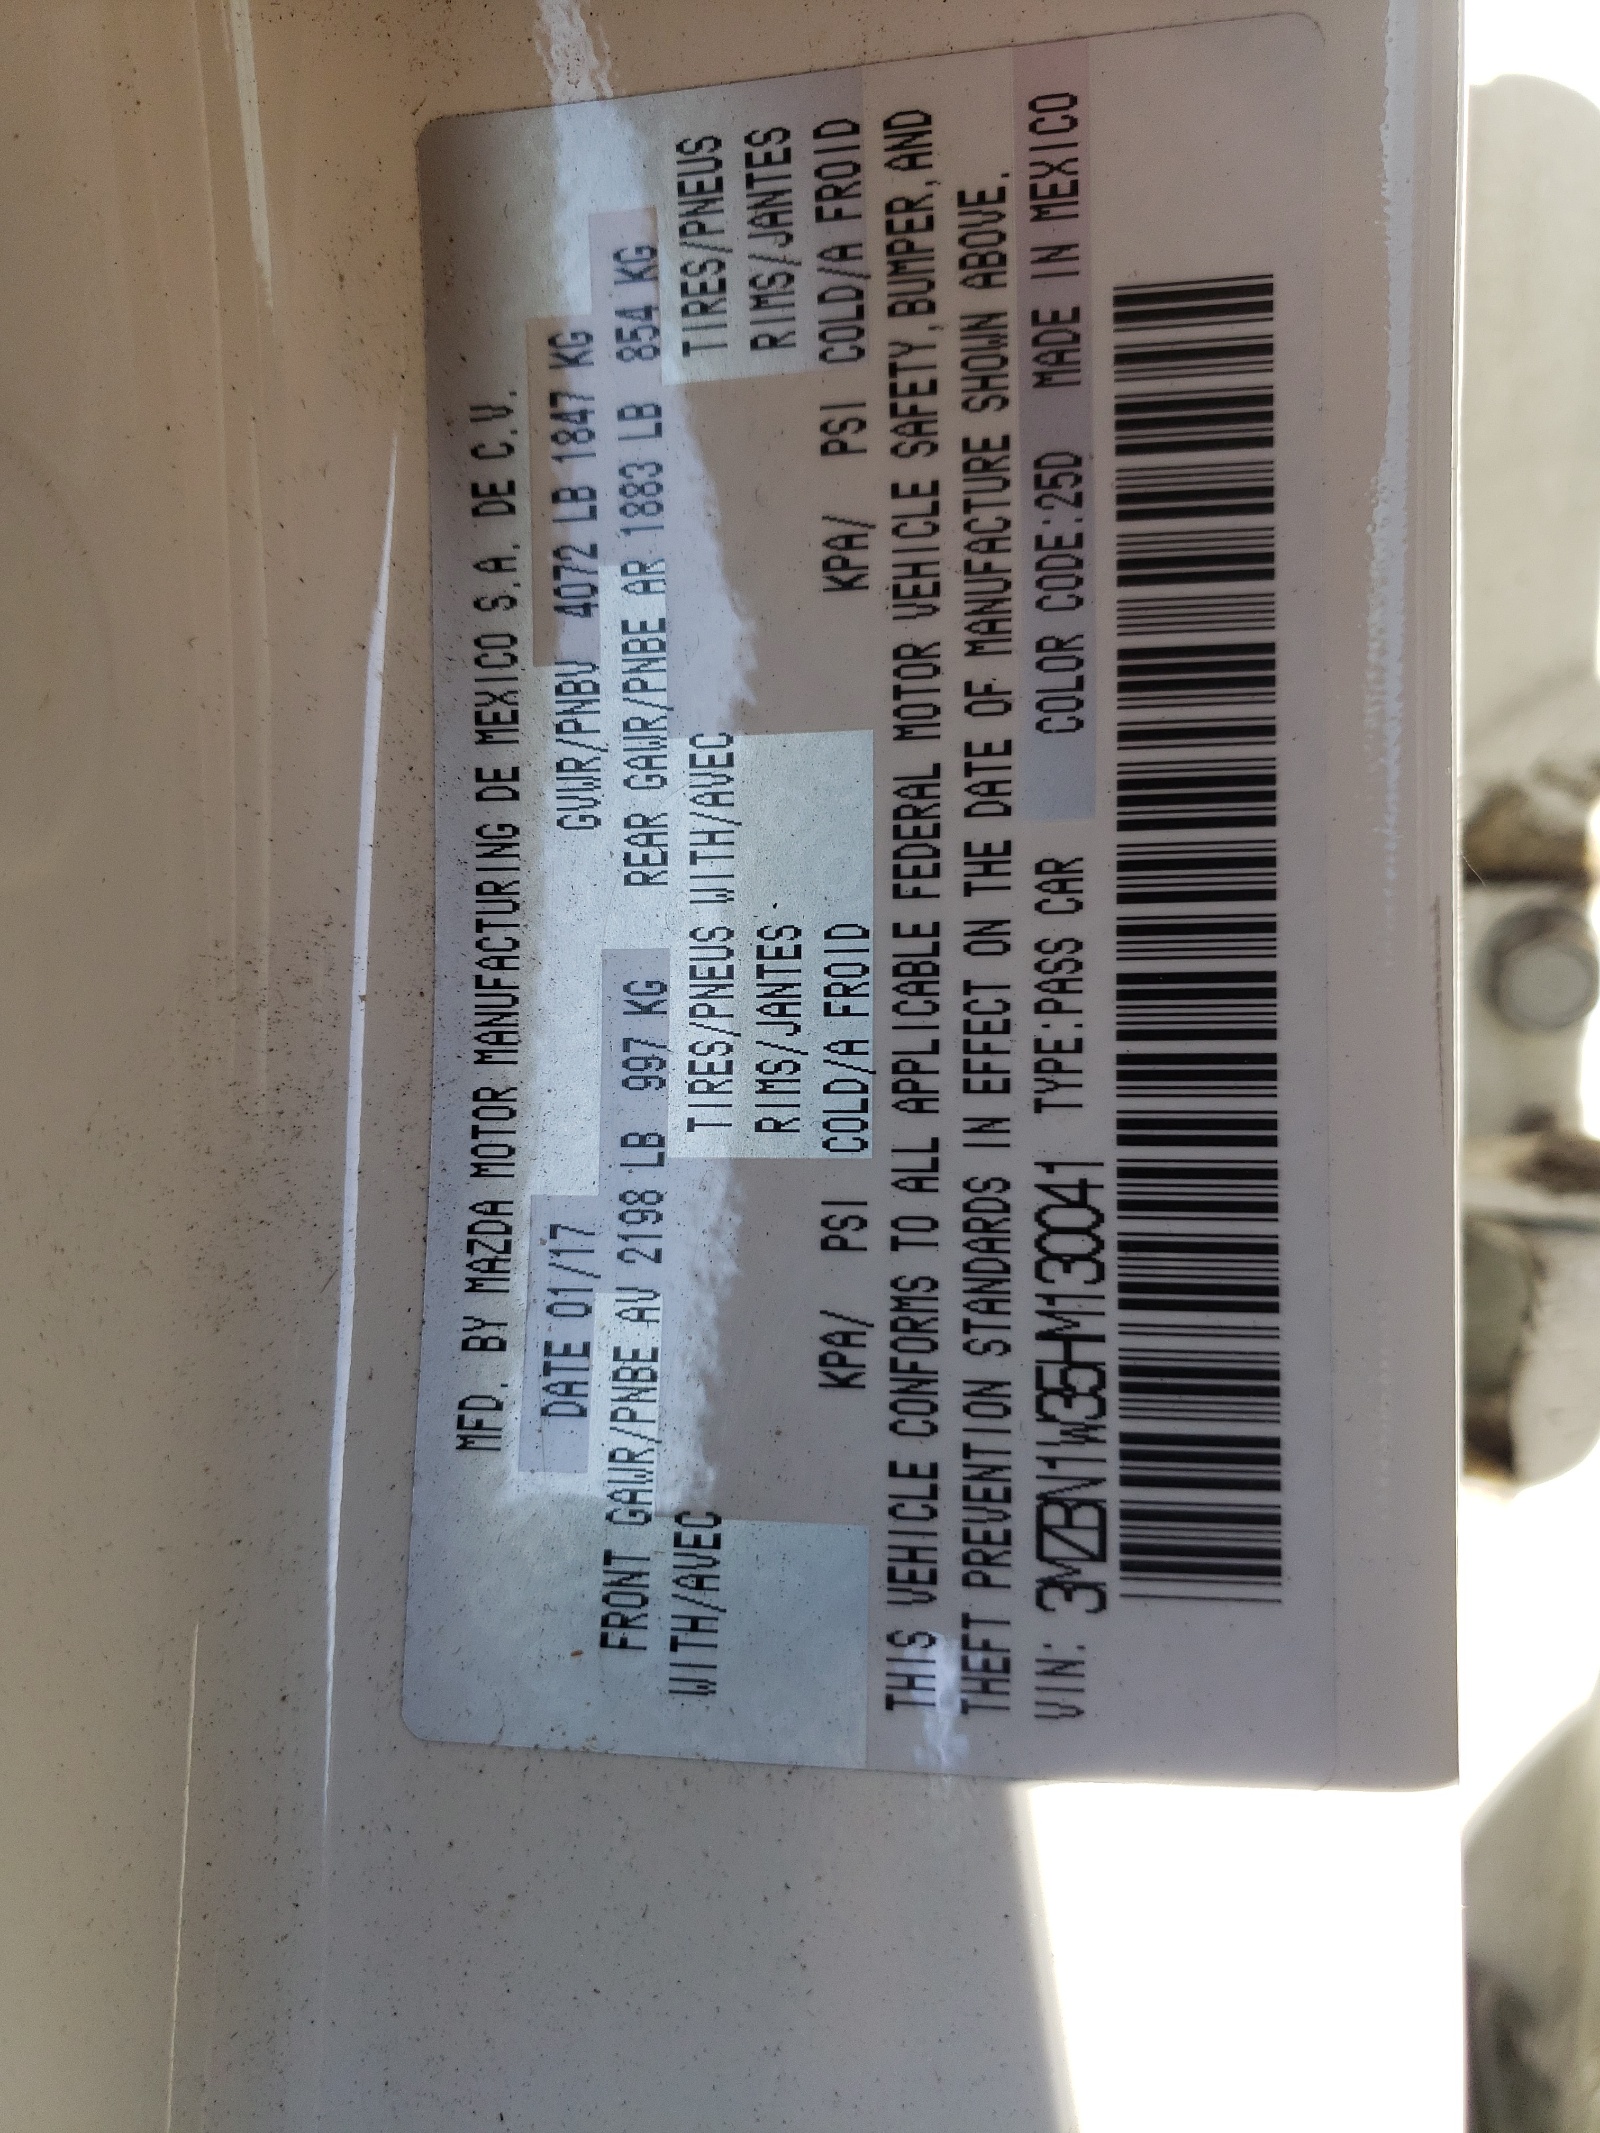 MFD. BY MAZDA MOTOR MANUFACTURING DE MEXICO S.A. DE C.V.
DATE 01/17 GVWR/PNBV 4072 LB 1847 KG
FRONT GAWR/PNBE AV 2198 LB 997 KG REAR GAWR/PNBE AR 1883 LB 854 KG
WITH/AVEC TIRES/PNEUS WITH/AVEC TIRES/PNEUS
RIMS/JANTES RIMS/JANTES
KPA/ PSI COLD/A FROID KPA/ PSI COLD/A FROID
THIS VEHICLE CONFORMS TO ALL APPLICABLE FEDERAL MOTOR VEHICLE SAFETY,BUMPER,AND
THEFT PREVENTION STANDARDS IN EFFECT ON THE DATE OF MANUFACTURE SHOWN ABOVE.
VIN: 3MZBN1W35HM130041 TYPE:PASS CAR COLOR CODE:25D MADE IN MEXICO